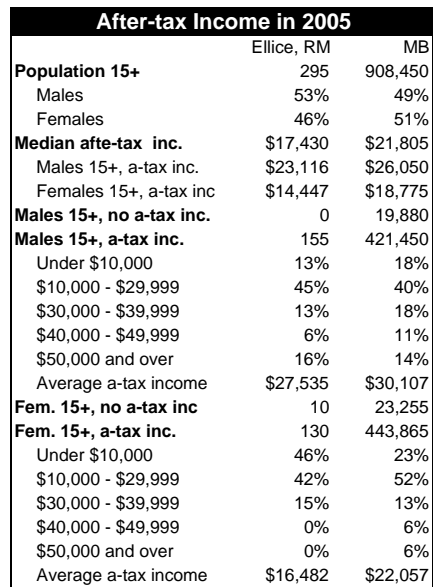 After-tax Income in 2005
Ellice, RM MB
Population 15+ 295 908,450
Males 53% 49%
Females 46% 51%
Median afte-tax inc. $17,430 $21,805
Males 15+, a-tax inc. $23,116 $26,050
Females 15+, a-tax inc $14,447 $18,775
Males 15+, no a-tax inc. 0 19,880
Males 15+, a-tax inc. 155 421,450
Under $10,000 13% 18%
$10,000 - $29,999 45% 40%
$30,000 - $39,999 13% 18%
$40,000 - $49,999 6% 11%
$50,000 and over 16% 14%
Average a-tax income $27,535 $30,107
Fem. 15+, no a-tax inc 10 23,255
Fem. 15+, a-tax inc. 130 443,865
Under $10,000 46% 23%
$10,000 - $29,999 42% 52%
$30,000 - $39,999 15% 13%
$40,000 - $49,999 0% 6%
$50,000 and over 0% 6%
Average a-tax income $16,482 $22,057